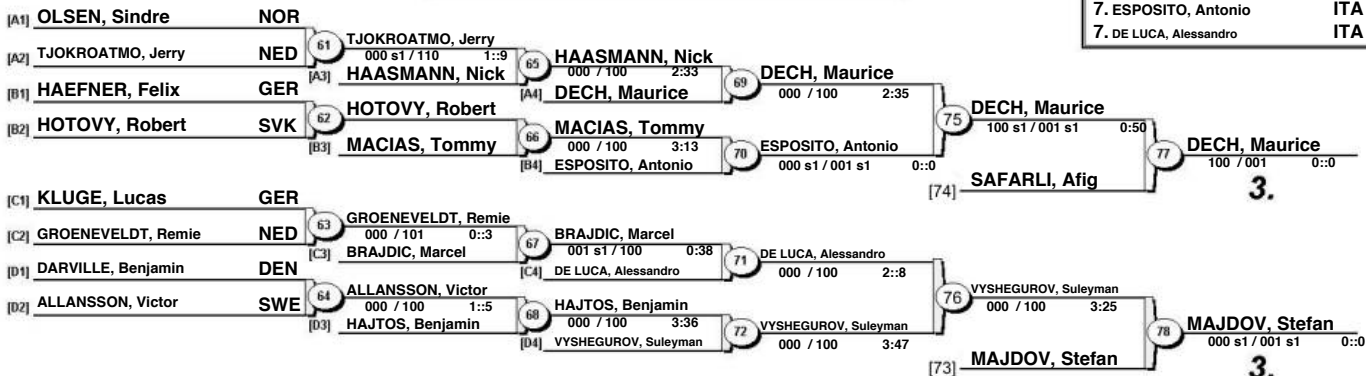 7. ESPOSITO, Antonio ITA
7. DE LUCA, Alessandro ITA
[A1] OLSEN, Sindre NOR
[A2] TJOKROATMO, Jerry NED
61 TJOKROATMO, Jerry
000 s1 / 110 1::9
[A3] HAASMANN, Nick
65 HAASMANN, Nick
000 / 100 2:33
[A4] DECH, Maurice
69 DECH, Maurice
000 / 100 2:35
[B1] HAEFNER, Felix GER
[B2] HOTOVY, Robert SVK
62 HOTOVY, Robert
[B3] MACIAS, Tommy
66 MACIAS, Tommy
000 / 100 3:13
[B4] ESPOSITO, Antonio
70 ESPOSITO, Antonio
000 s1 / 001 s1 0::0
75 DECH, Maurice
100 s1 / 001 s1 0:50
[74] SAFARLI, Afig
77 DECH, Maurice
100 / 001 0::0
3.
[C1] KLUGE, Lucas GER
[C2] GROENEVELDT, Remie NED
63 GROENEVELDT, Remie
000 / 101 0::3
[C3] BRAJDIC, Marcel
67 BRAJDIC, Marcel
001 s1 / 100 0:38
[C4] DE LUCA, Alessandro
71 DE LUCA, Alessandro
000 / 100 2::8
[D1] DARVILLE, Benjamin DEN
[D2] ALLANSSON, Victor SWE
64 ALLANSSON, Victor
000 / 100 1::5
[D3] HAJTOS, Benjamin
68 HAJTOS, Benjamin
000 / 100 3:36
[D4] VYSHEGUROV, Suleyman
72 VYSHEGUROV, Suleyman
000 / 100 3:47
76 VYSHEGUROV, Suleyman
000 / 100 3:25
[73] MAJDOV, Stefan
78 MAJDOV, Stefan
000 s1 / 001 s1 0::0
3.